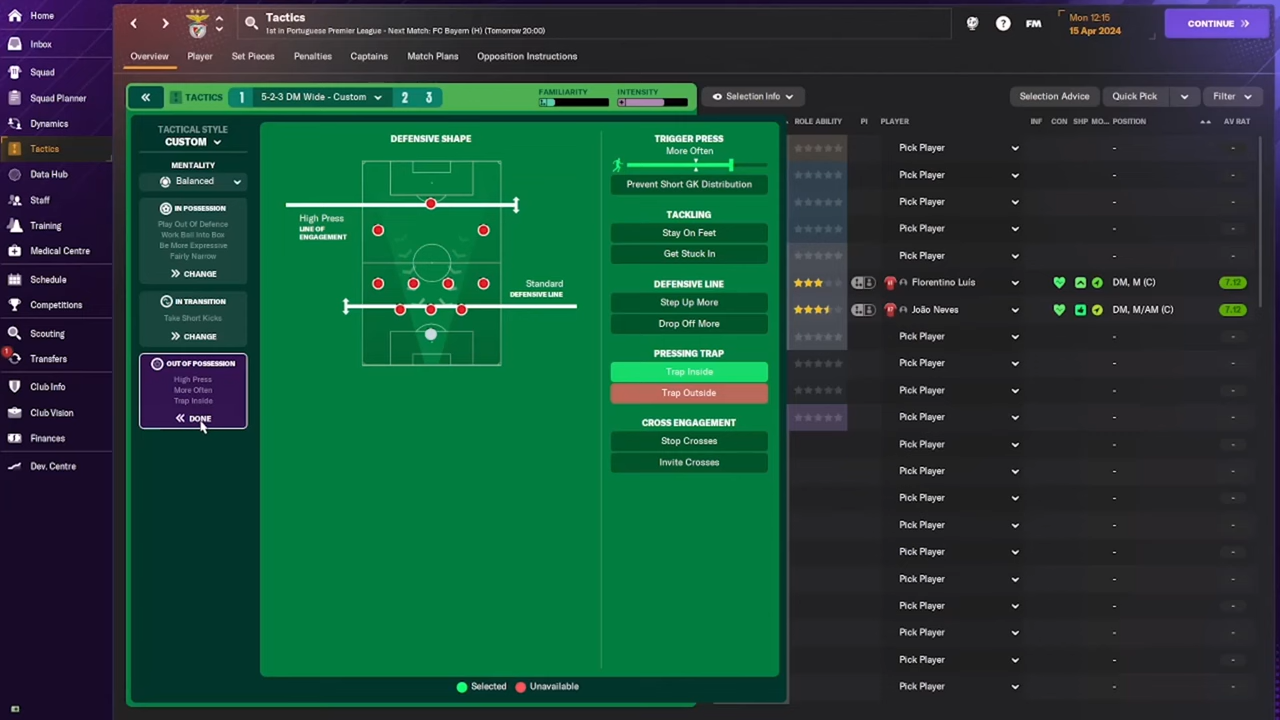 Home
Inbox
Squad
Squad Planner
Dynamics
Tactics
Data Hub
Staff
Training
Medical Centre
Schedule
Competitions
Scouting
1
Transfers
Club Info
Club Vision
Finances
Dev. Centre
Tactics
1st in Portuguese Premier League - Next Match: FC Bayern (H) (Tomorrow 20:00)
?
FM
Mon 12:15
15 Apr 2024
CONTINUE
Overview
Player
Set Pieces
Penalties
Captains
Match Plans
Opposition Instructions
TACTICS
1
5-2-3 DM Wide - Custom
2
3
FAMILIARITY
INTENSITY
Selection Info
Selection Advice
Quick Pick
Filter
TACTICAL STYLE
CUSTOM
MENTALITY
Balanced
IN POSSESSION
Play Out Of Defence
Work Ball Into Box
Be More Expressive
Fairly Narrow
CHANGE
IN TRANSITION
Take Short Kicks
CHANGE
OUT OF POSSESSION
High Press
More Often
Trap Inside
DONE
DEFENSIVE SHAPE
High Press
LINE OF
ENGAGEMENT
Standard
DEFENSIVE LINE
TRIGGER PRESS
More Often
Prevent Short GK Distribution
TACKLING
Stay On Feet
Get Stuck In
DEFENSIVE LINE
Step Up More
Drop Off More
PRESSING TRAP
Trap Inside
Trap Outside
CROSS ENGAGEMENT
Stop Crosses
Invite Crosses
Selected
Unavailable
ROLE ABILITY
PI
PLAYER
INF
CON
SHP
MO...
POSITION
AV RAT
Pick Player - -
Pick Player - -
Pick Player - -
Pick Player - -
Pick Player - -
Florentino Luís DM, M (C) 7.12
João Neves DM, M/AM (C) 7.12
Pick Player - -
Pick Player - -
Pick Player - -
Pick Player - -
Pick Player - -
Pick Player - -
Pick Player - -
Pick Player - -
Pick Player - -
Pick Player - -
Pick Player - -
Pick Player - -
Pick Player - -
Pick Player - -